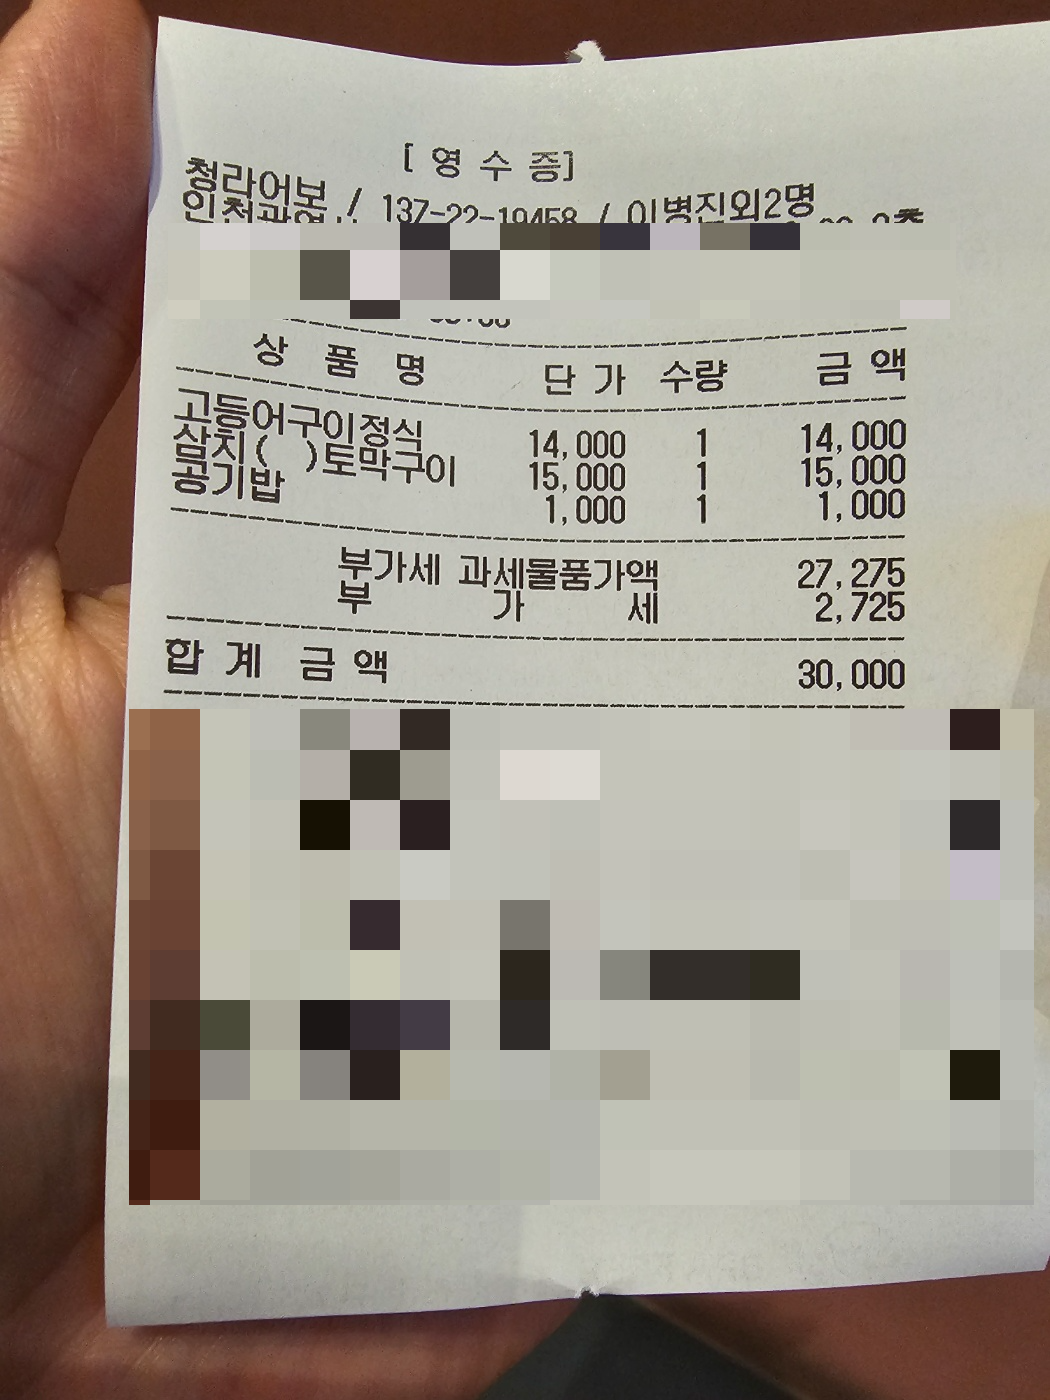 [ 영 수 증]
청라어보 / 137-22-19458 / 이병진외2명
상 품 명 단 가 수량 금 액
고등어구이정식 14,000 1 14,000
삼치( )토막구이 15,000 1 15,000
공기밥 1,000 1 1,000
부가세 과세물품가액 27,275
부 가 세 2,725
합 계 금 액 30,000